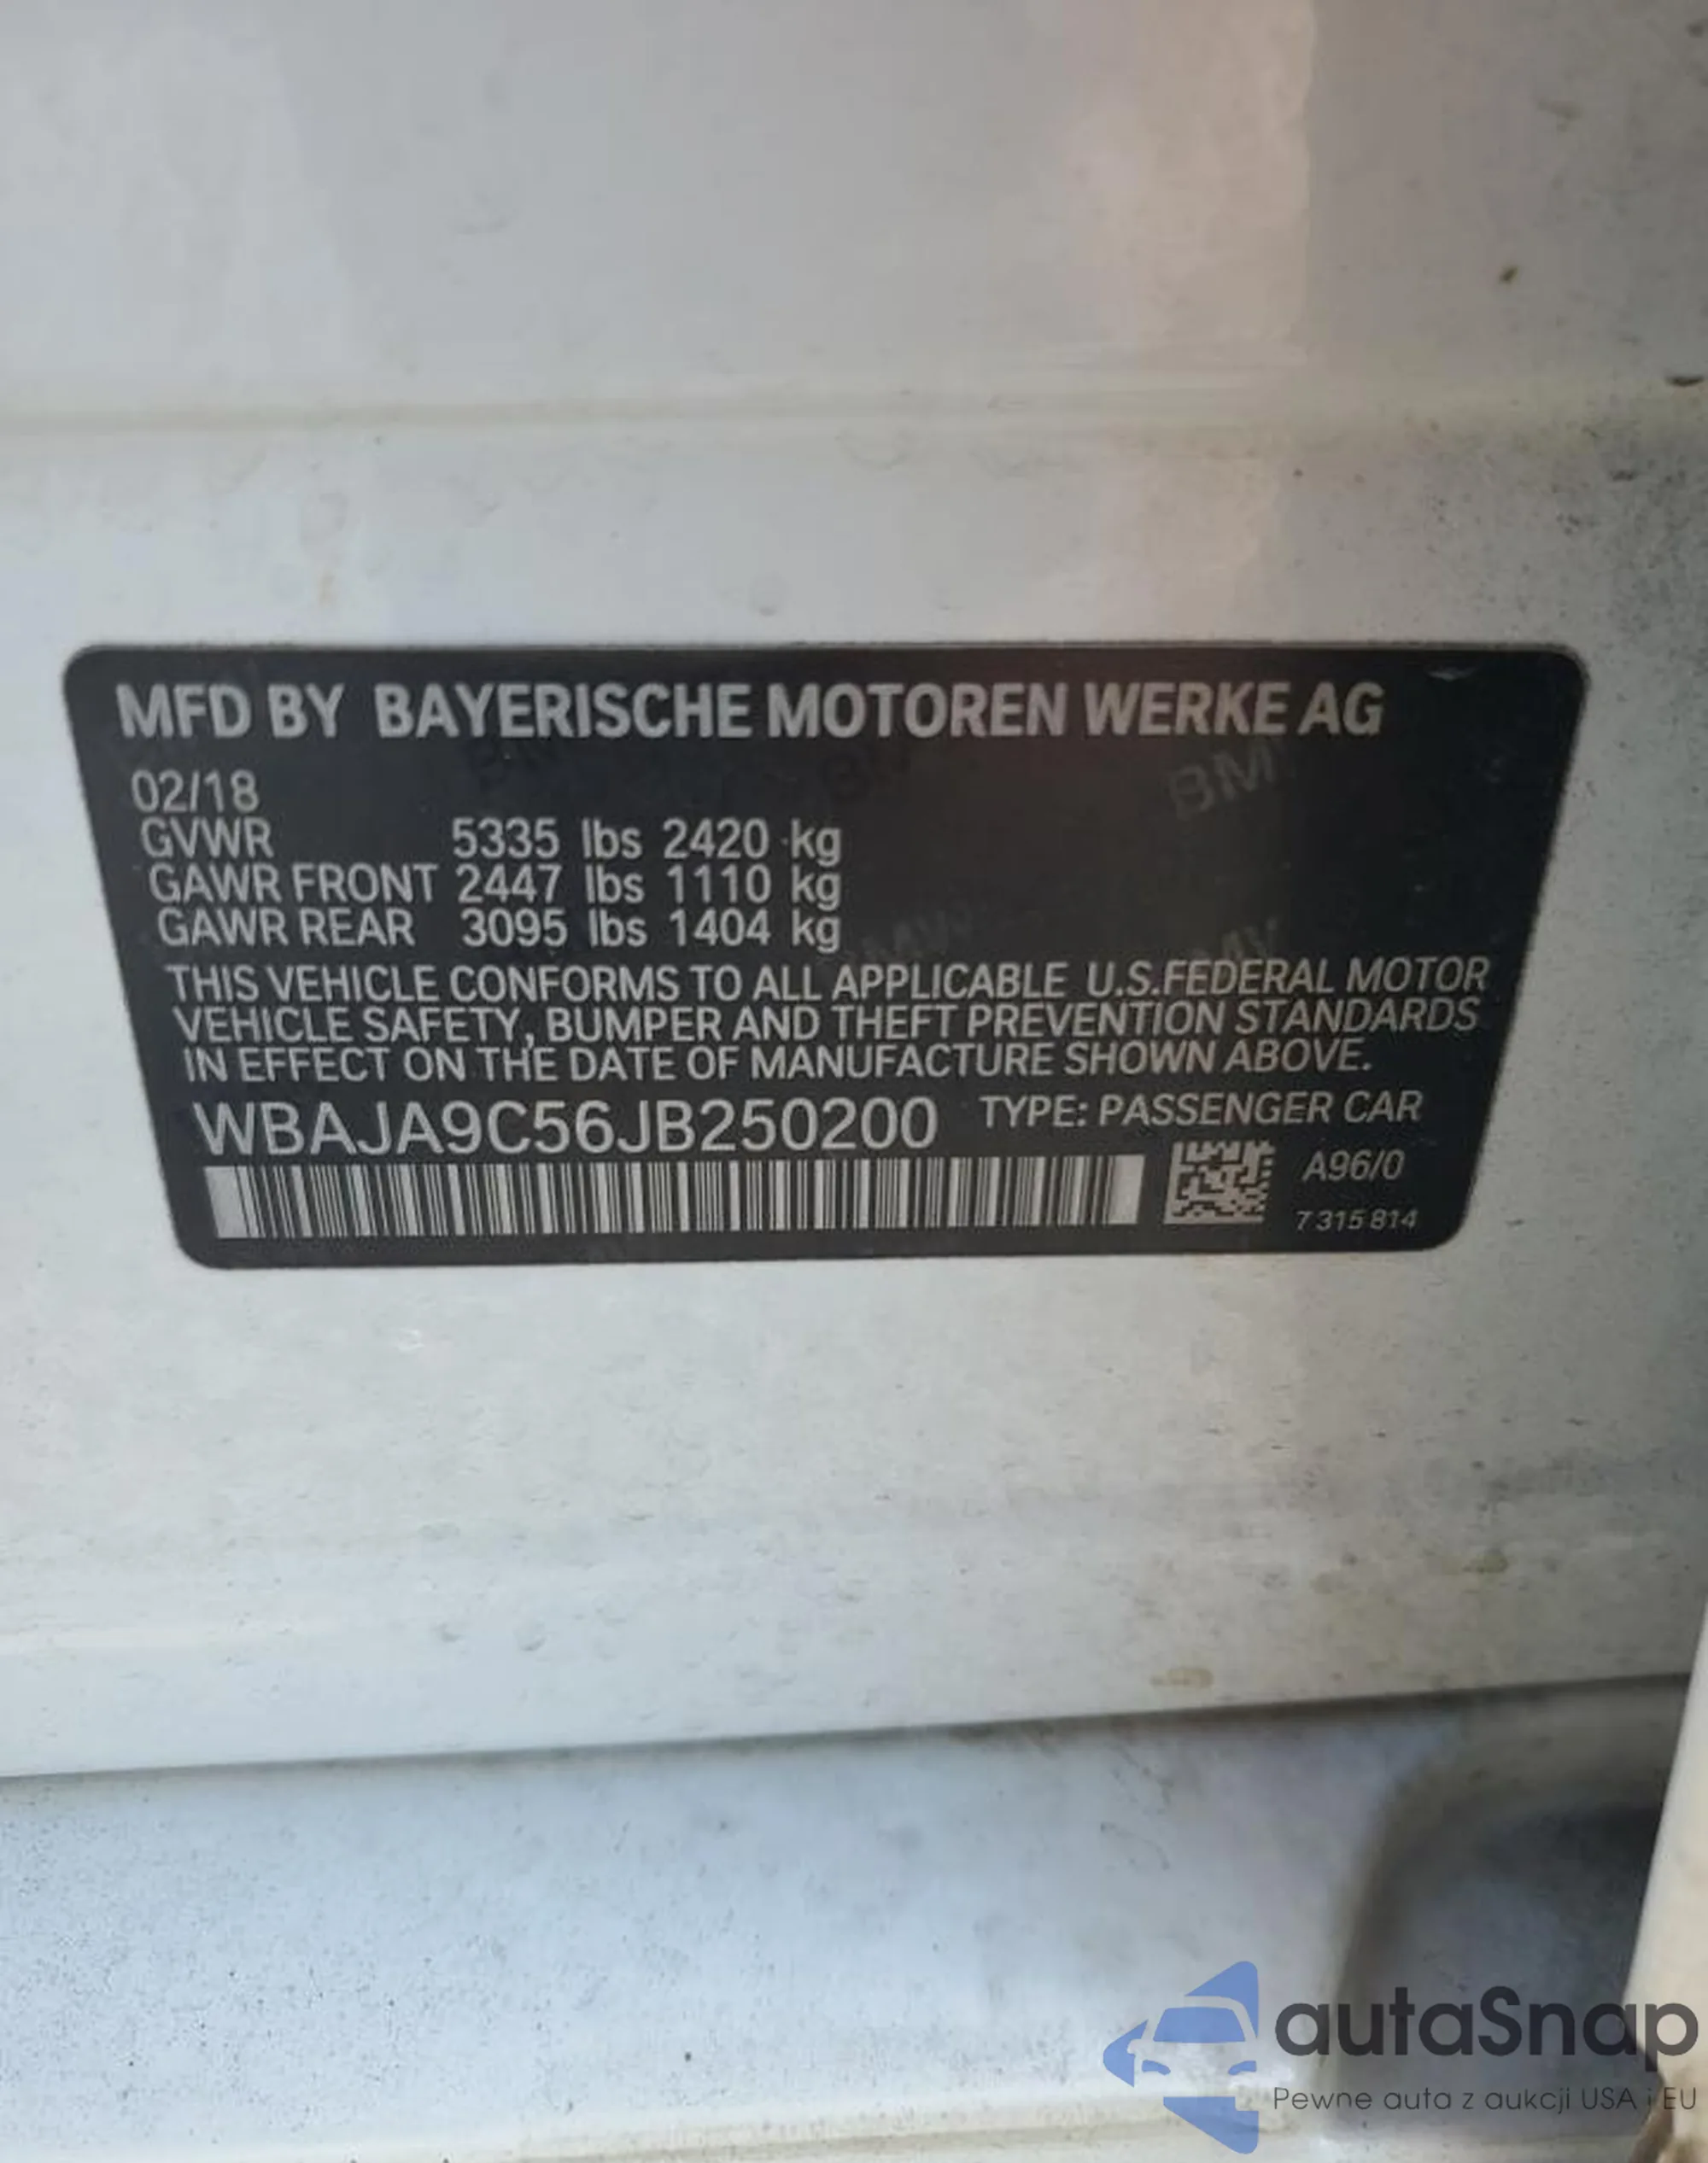 MFD BY BAYERISCHE MOTOREN WERKE AG
02/18
GVWR 5335 lbs 2420 kg
GAWR FRONT 2447 lbs 1110 kg
GAWR REAR 3095 lbs 1404 kg
THIS VEHICLE CONFORMS TO ALL APPLICABLE U.S.FEDERAL MOTOR
VEHICLE SAFETY, BUMPER AND THEFT PREVENTION STANDARDS
IN EFFECT ON THE DATE OF MANUFACTURE SHOWN ABOVE.
WBAJA9C56JB250200 TYPE: PASSENGER CAR
A96/0
7 315 814
autaSnap
Pewne auta z aukcji USA i EU